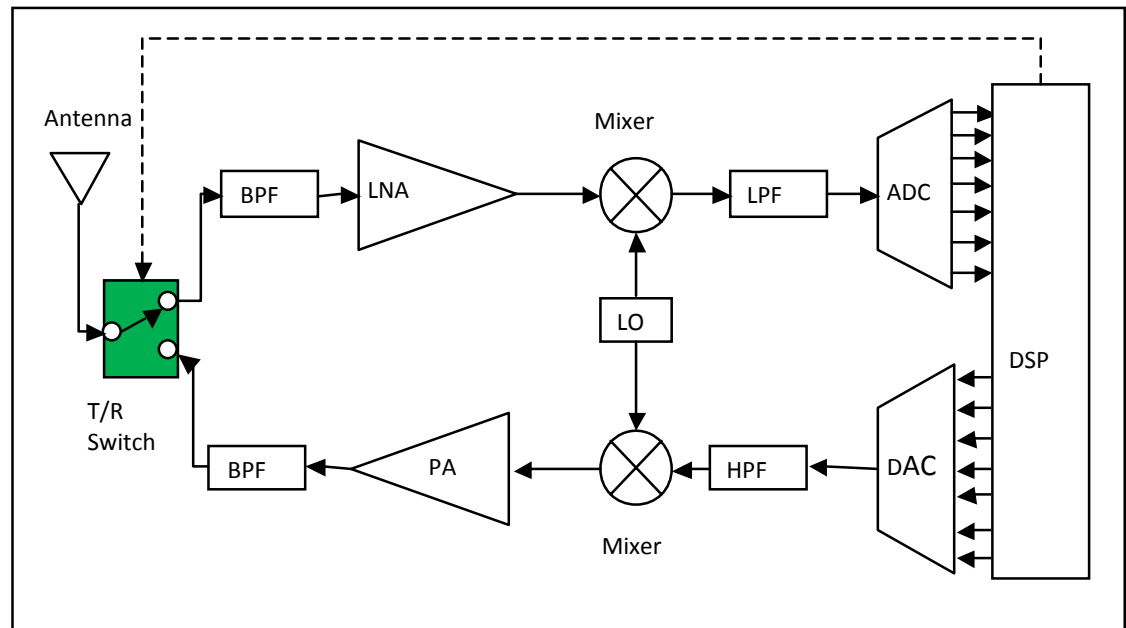 Antenna
Mixer
BPF
LNA
LPF
ADC
LO
DSP
T/R
Switch
BPF
PA
HPF
DAC
Mixer